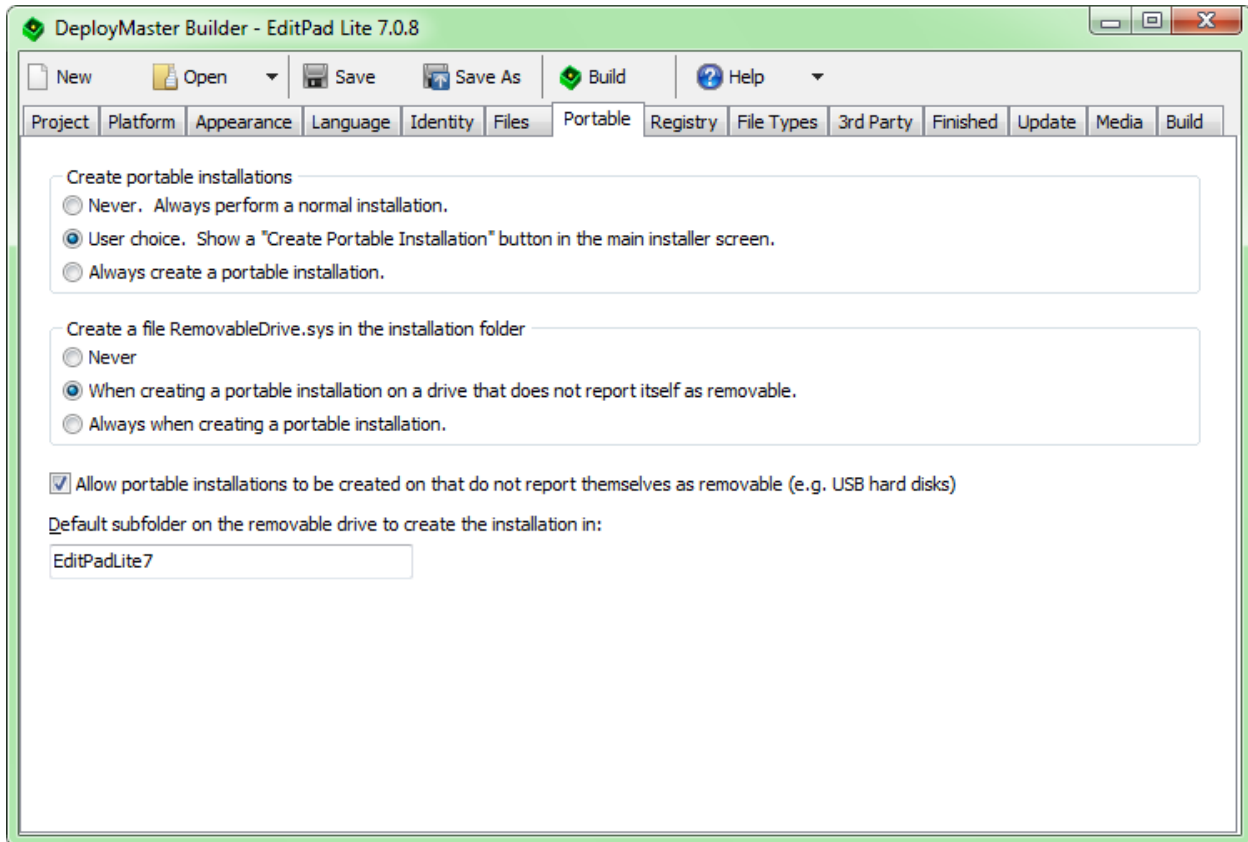 DeployMaster Builder - EditPad Lite 7.0.8
New Open Save Save As Build Help
Project Platform Appearance Language Identity Files Portable Registry File Types 3rd Party Finished Update Media Build
Create portable installations
Never.  Always perform a normal installation.
User choice.  Show a "Create Portable Installation" button in the main installer screen.
Always create a portable installation.
Create a file RemovableDrive.sys in the installation folder
Never
When creating a portable installation on a drive that does not report itself as removable.
Always when creating a portable installation.
Allow portable installations to be created on that do not report themselves as removable (e.g. USB hard disks)
Default subfolder on the removable drive to create the installation in:
EditPadLite7